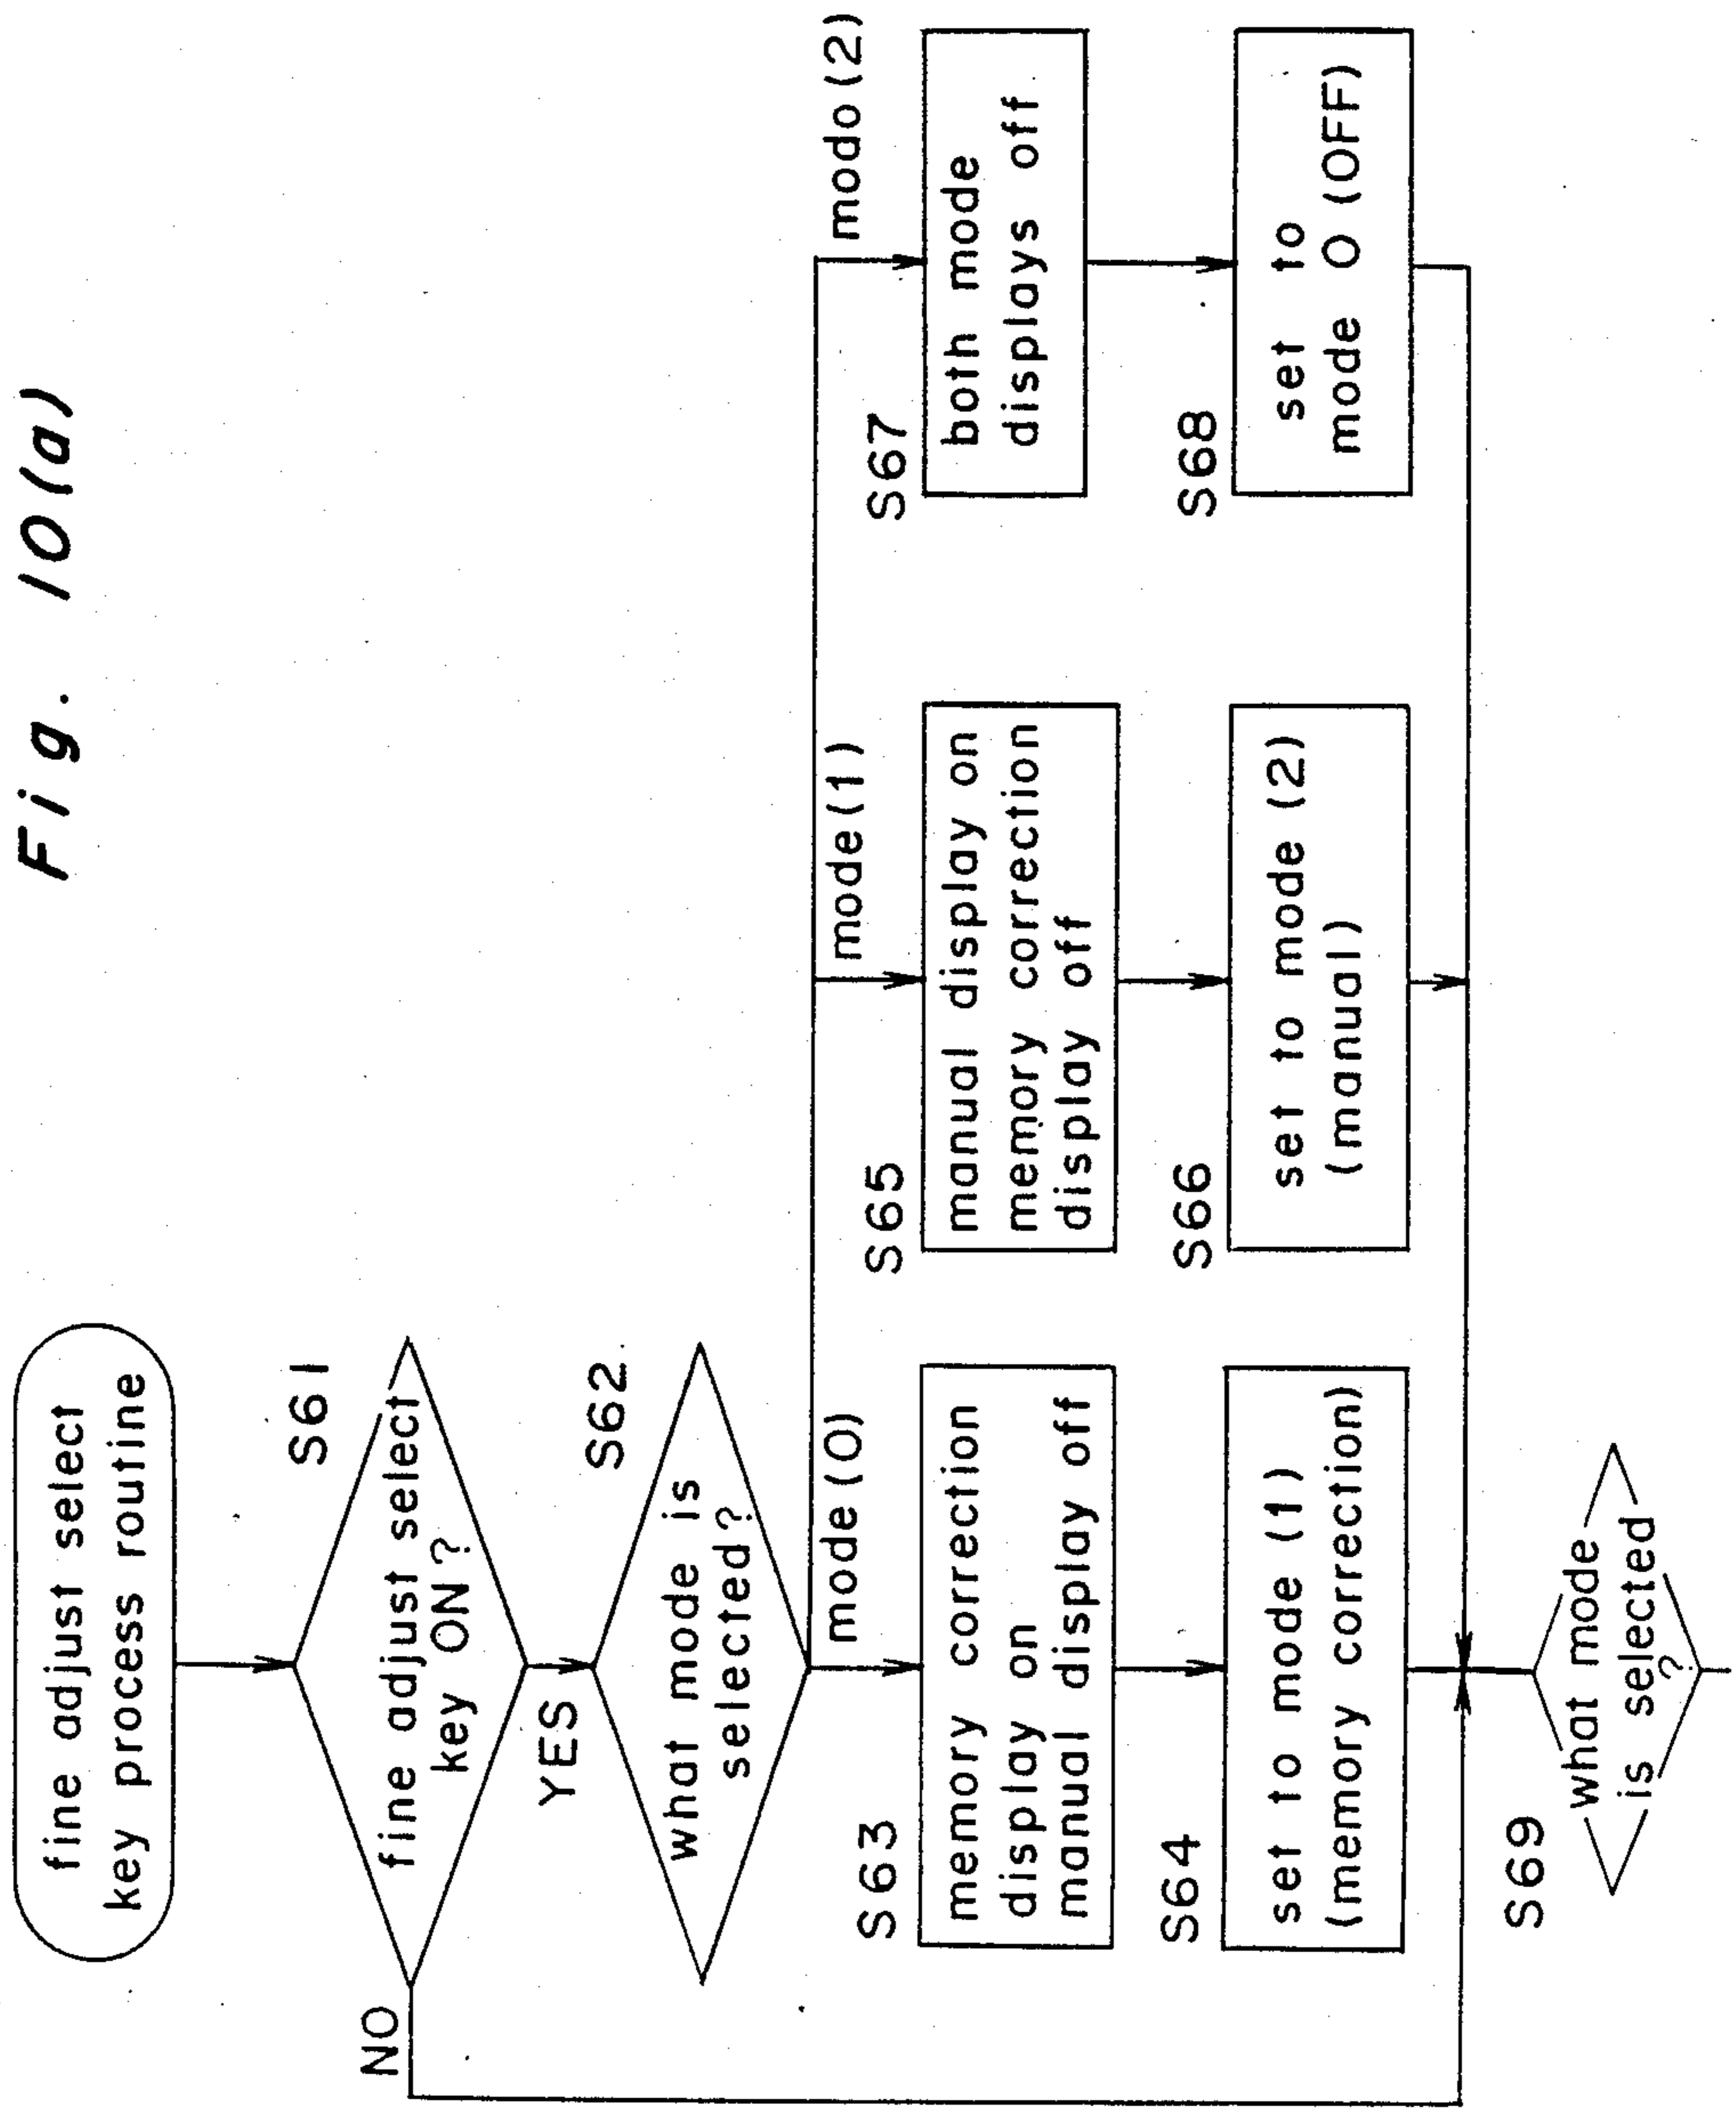 Fig. 10(a)
fine adjust select
key process routine
S61
fine adjust select
key ON?
NO
YES
S62
what mode is
selected?
mode(0)
mode(1)
modo(2)
S63
memory correction
display on
manual display off
S64
set to mode (1)
(memory correction)
S65
manual display on
memory correction
display off
S66
set to mode (2)
(manual)
S67
both mode
displays off
S68
set to
mode 0 (OFF)
S69
what mode
is selected
?